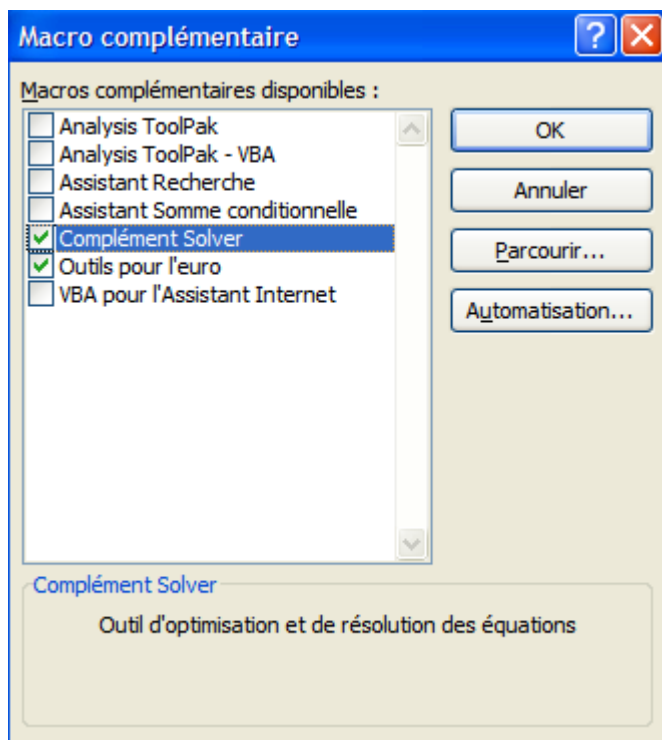 Macro complémentaire
Macros complémentaires disponibles :
Analysis ToolPak
Analysis ToolPak - VBA
Assistant Recherche
Assistant Somme conditionnelle
Complément Solver
Outils pour l'euro
VBA pour l'Assistant Internet
OK
Annuler
Parcourir...
Automatisation...
Complément Solver
Outil d'optimisation et de résolution des équations